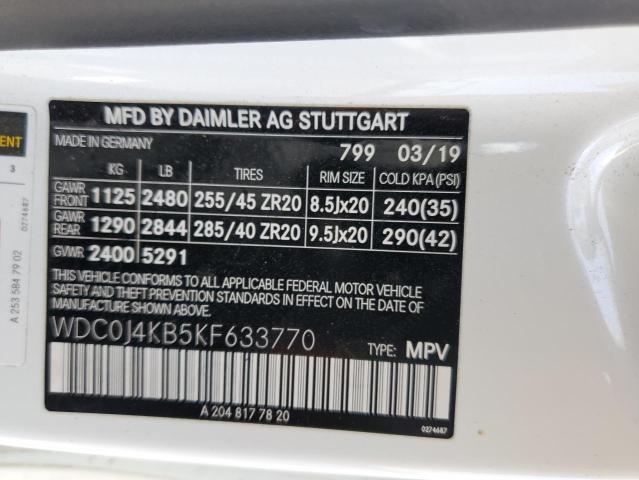 MFD BY DAIMLER AG STUTTGART
MADE IN GERMANY 799 03/19
KG LB TIRES RIM SIZE COLD KPA(PSI)
GAWR FRONT 1125 2480 255/45 ZR20 8.5Jx20 240(35)
GAWR REAR 1290 2844 285/40 ZR20 9.5Jx20 290(42)
GVWR 2400 5291
THIS VEHICLE CONFORMS TO ALL APPLICABLE FEDERAL MOTOR VEHICLE
SAFETY, BUMPER, AND THEFT PREVENTION STANDARDS IN EFFECT ON THE DATE OF
MANUFACTURE SHOWN ABOVE.
WDC0J4KB5KF633770
TYPE: MPV
A 204 817 78 20
0274687
ENT
3
0274687
A 253 584 79 02